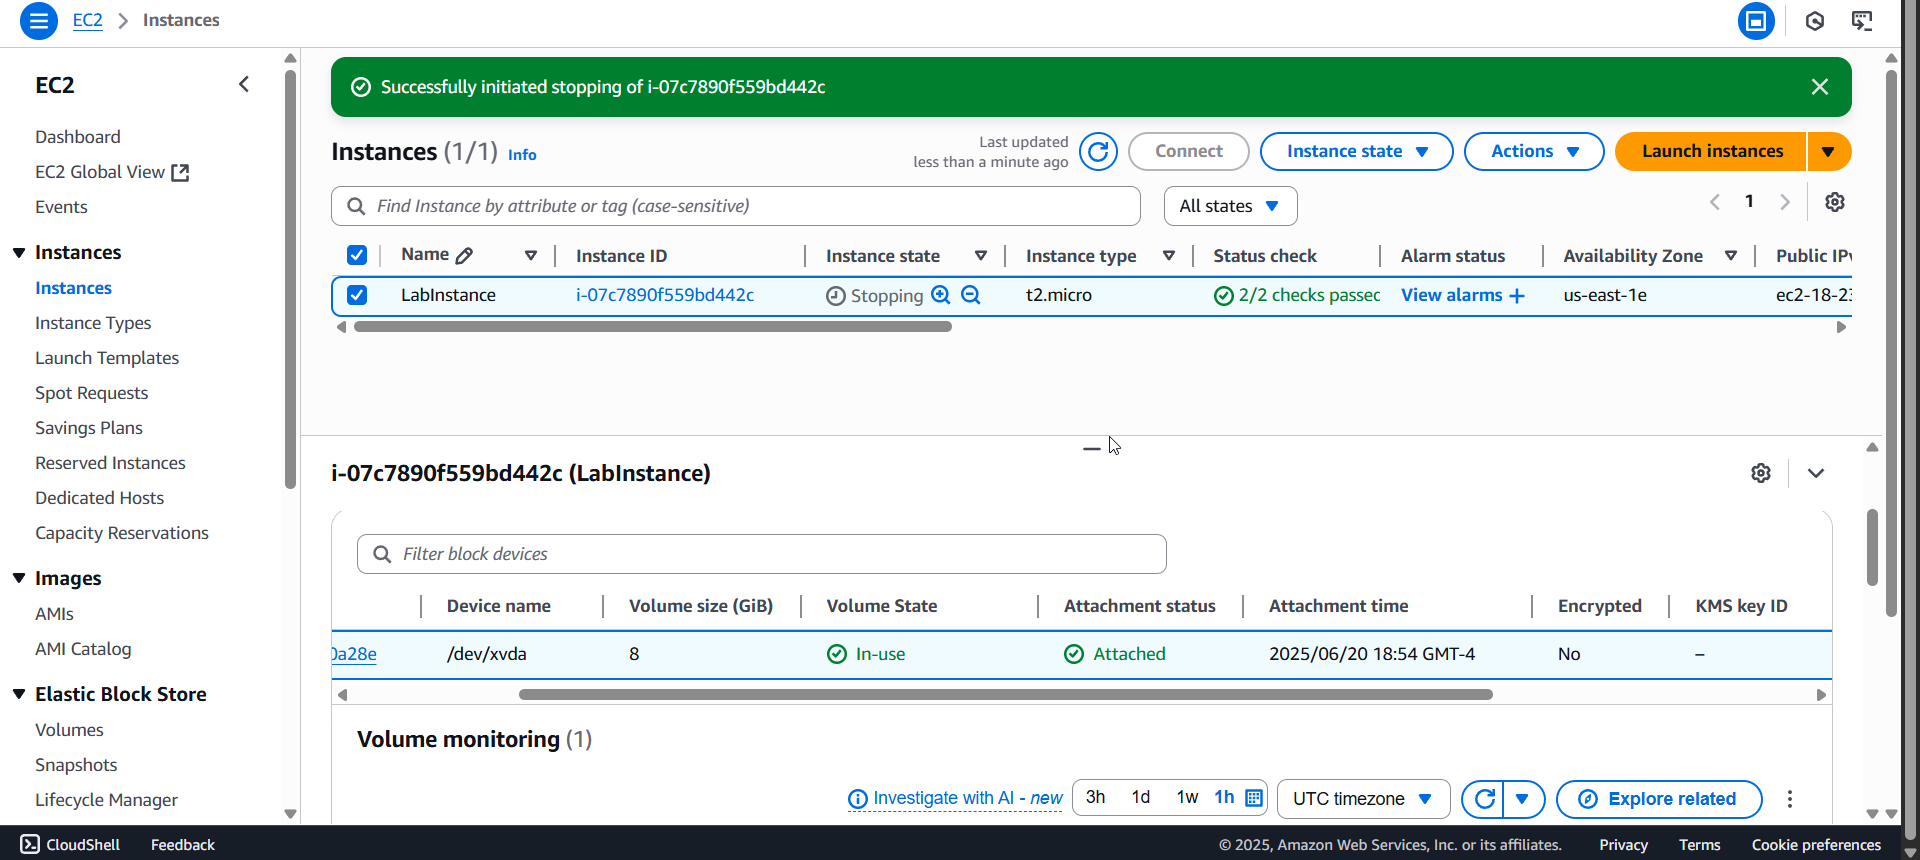 EC2 Instances
EC2
Dashboard
EC2 Global View
Events
Instances
Instances
Instance Types
Launch Templates
Spot Requests
Savings Plans
Reserved Instances
Dedicated Hosts
Capacity Reservations
Images
AMIs
AMI Catalog
Elastic Block Store
Volumes
Snapshots
Lifecycle Manager
Successfully initiated stopping of i-07c7890f559bd442c
Instances (1/1) Info
Last updated
less than a minute ago
Connect Instance state Actions Launch instances
Find Instance by attribute or tag (case-sensitive) All states 1
Name Instance ID Instance state Instance type Status check Alarm status Availability Zone Public IPv
LabInstance i-07c7890f559bd442c Stopping t2.micro 2/2 checks passed View alarms + us-east-1e ec2-18-23
i-07c7890f559bd442c (LabInstance)
Filter block devices
Device name Volume size (GiB) Volume State Attachment status Attachment time Encrypted KMS key ID
0a28e /dev/xvda 8 In-use Attached 2025/06/20 18:54 GMT-4 No –
Volume monitoring (1)
Investigate with AI - new 3h 1d 1w 1h UTC timezone Explore related
CloudShell Feedback © 2025, Amazon Web Services, Inc. or its affiliates. Privacy Terms Cookie preferences